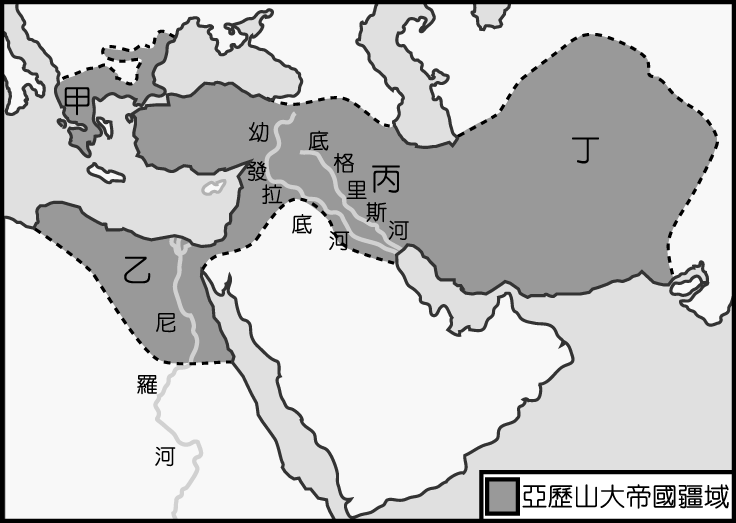 甲
乙
丙
丁
幼發拉底河
底格里斯河
尼羅河
亞歷山大帝國疆域